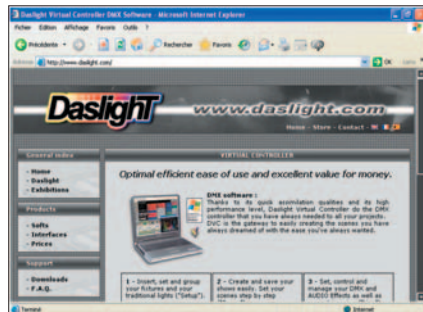 Daslight Virtual Controller DMX Software - Microsoft Internet Explorer
Fichier Edition Affichage Favoris Outils ?
Précédente Rechercher Favoris
http://www.daslight.com/ OK
Daslight www.daslight.com
Home - Store - Contact -
General index
- Home
- Daslight
- Exhibitions
Products
- Softs
- Interfaces
- Prices
Support
- Downloads
- F.A.Q.
VIRTUAL CONTROLLER
Optimal efficient ease of use and excellent value for money.
DMX software :
Thanks to its quick assimilation qualities and its high
performance level, Daslight Virtual Controller do the DMX
controller that you have always needed to all your projects.
DVC is the gateway to easily creating the scenes you have
always dreamed of with the ease you've always wanted.
1 - Insert, set and group
your fixtures and your
traditional lights ("Setup").
2 - Create and save your
shows easily. Set your
scenes step by step
3 - Set, control and
manage your DMX and
AUDIO Effects as well as
Terminé Internet